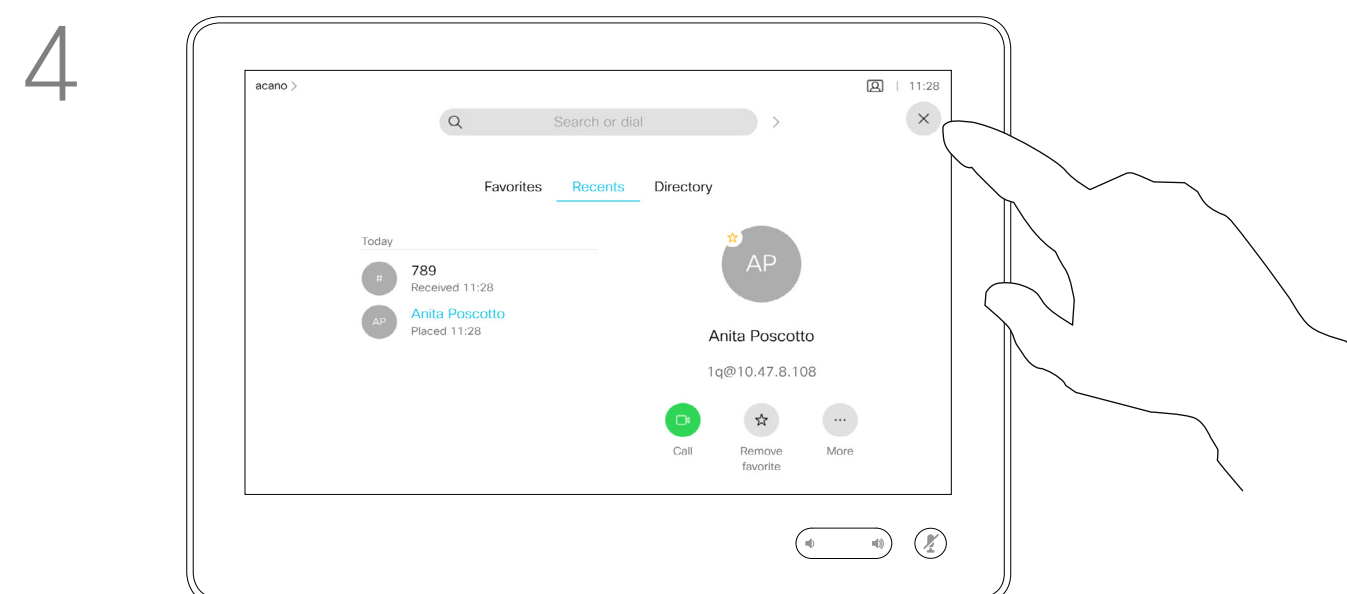 4
acano >
11:28
Search or dial
Favorites Recents Directory
Today
#
789
Received 11:28
AP
Anita Poscotto
Placed 11:28
AP
Anita Poscotto
1q@10.47.8.108
Call
Remove
favorite
More